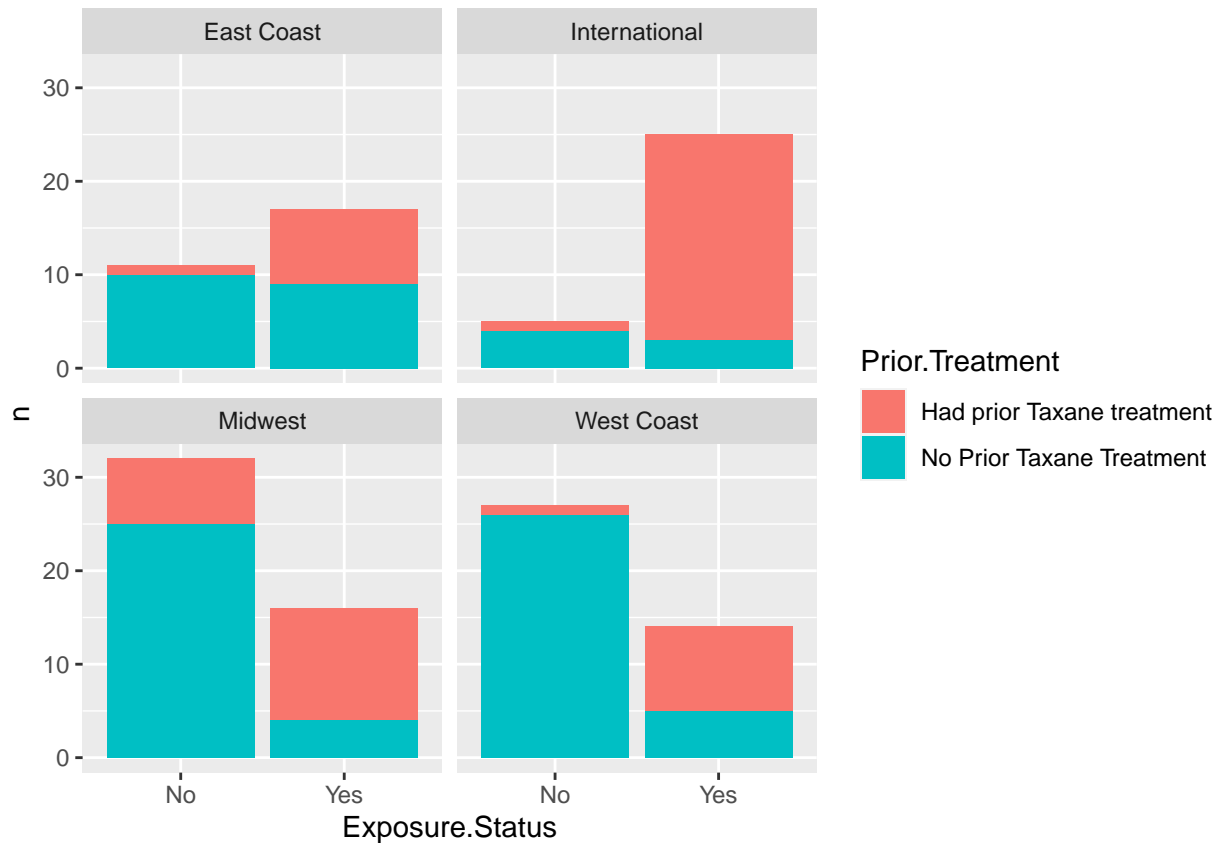 East Coast
International
30
20
10
0
n
Midwest
West Coast
30
20
10
0
No
Yes
No
Yes
Exposure.Status
Prior.Treatment
Had prior Taxane treatment
No Prior Taxane Treatment